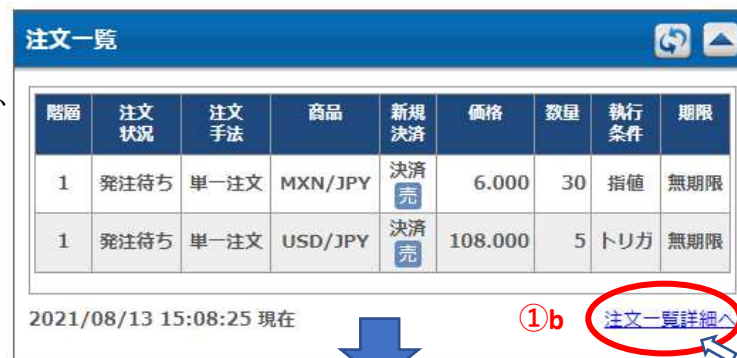 注文一覧
、
階層 注文状況 注文手法 商品 新規決済 価格 数量 執行条件 期限
1 発注待ち 単一注文 MXN/JPY 決済 売 6.000 30 指値 無期限
1 発注待ち 単一注文 USD/JPY 決済 売 108.000 5 トリガ 無期限
2021/08/13 15:08:25 現在 ①b 注文一覧詳細へ